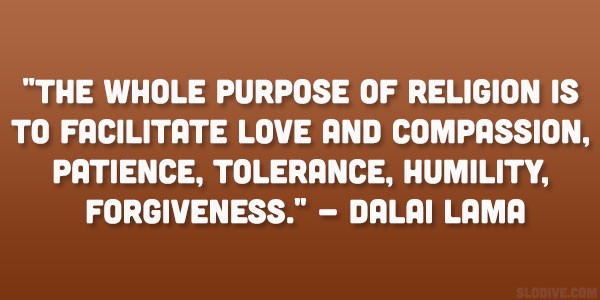 "THE WHOLE PURPOSE OF RELIGION IS
TO FACILITATE LOVE AND COMPASSION,
PATIENCE, TOLERANCE, HUMILITY,
FORGIVENESS." – DALAI LAMA
SLODIVE.COM